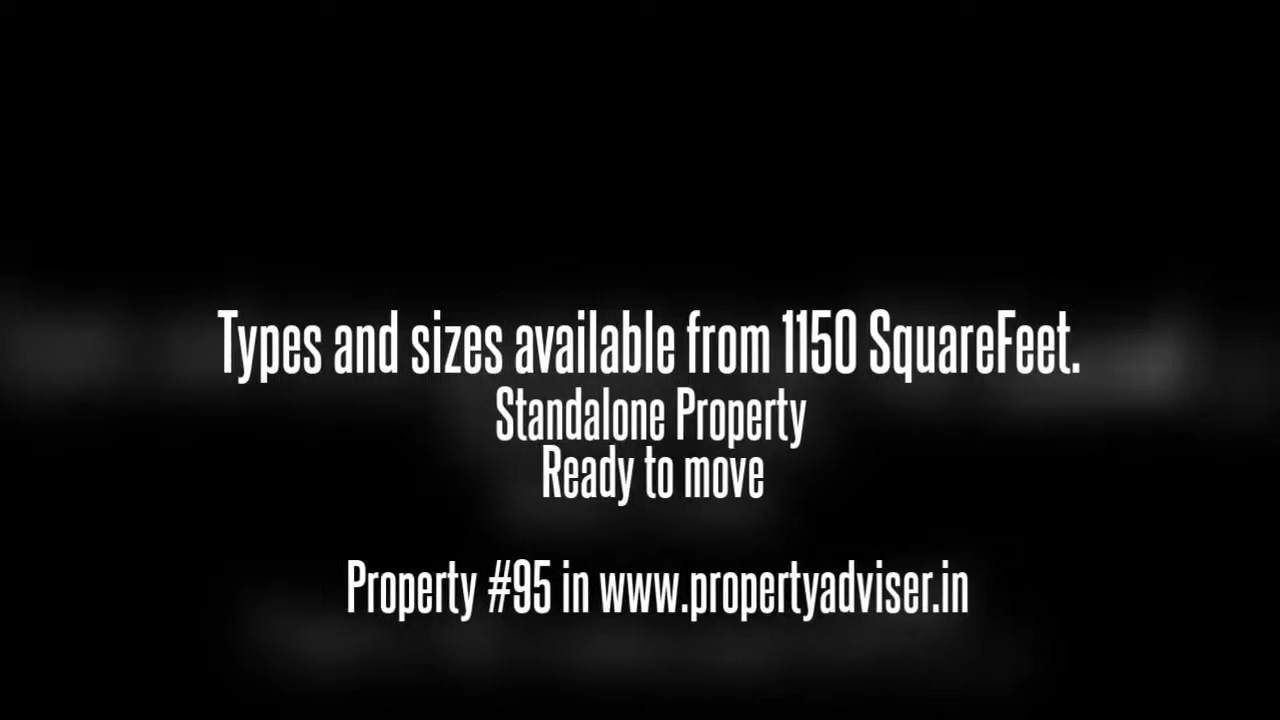 Types and sizes available from 1150 SquareFeet.
Standalone Property
Ready to move
Property #95 in www.propertyadviser.in